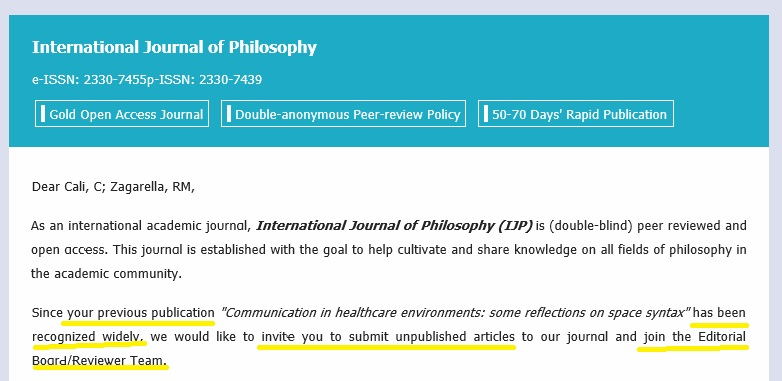 International Journal of Philosophy
e-ISSN: 2330-7455p-ISSN: 2330-7439
Gold Open Access Journal Double-anonymous Peer-review Policy 50-70 Days' Rapid Publication
Dear Cali, C; Zagarella, RM,
As an international academic journal, International Journal of Philosophy (IJP) is (double-blind) peer reviewed and
open access. This journal is established with the goal to help cultivate and share knowledge on all fields of philosophy in
the academic community.
Since your previous publication "Communication in healthcare environments: some reflections on space syntax" has been
recognized widely, we would like to invite you to submit unpublished articles to our journal and join the Editorial
Board/Reviewer Team.